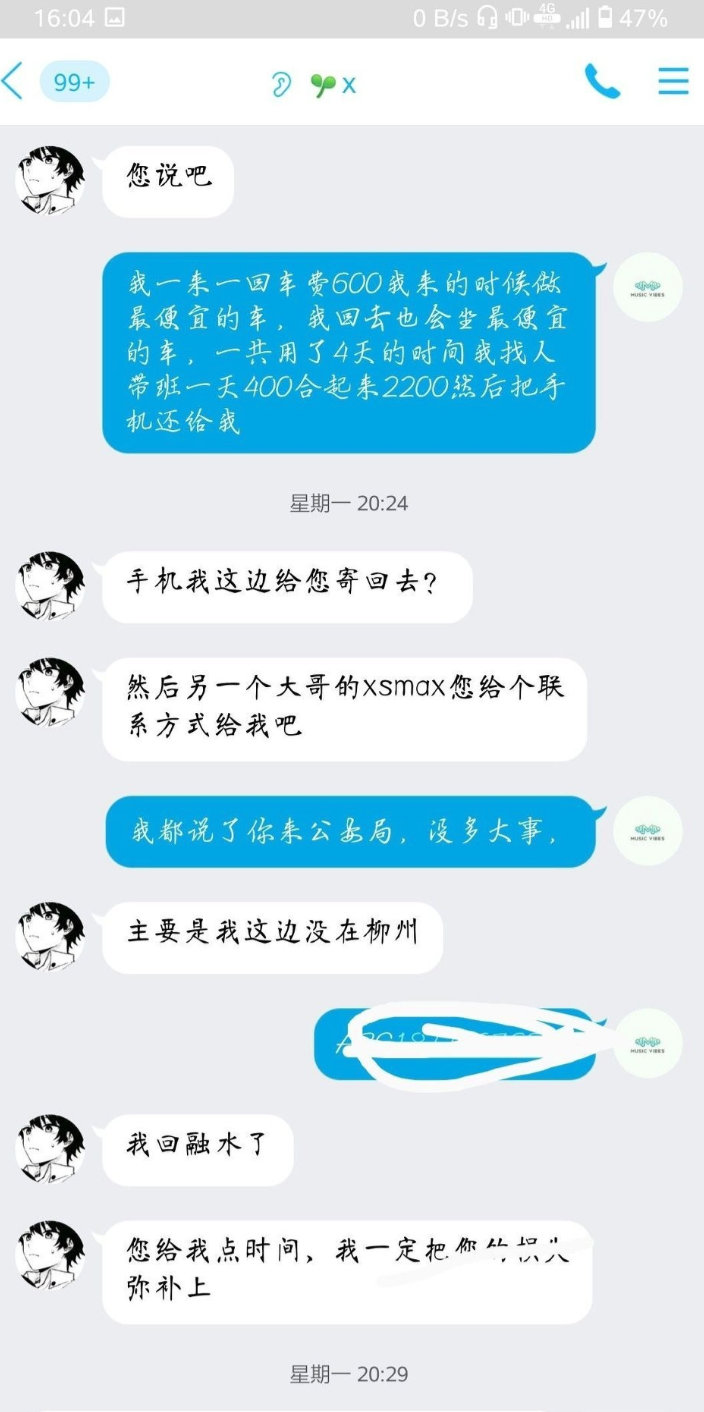 16:04
0 B/s
4G
HD
47%
99+
x
您说吧
我一来一回车费600我来的时候做
最便宜的车，我回去也会坐最便宜
的车，一共用了4天的时间我找人
带班一天400合起来2200然后把手
机还给我
MUSIC VIBES
星期一 20:24
手机我这边给您寄回去?
然后另一个大哥的xsmax您给个联
系方式给我吧
我都说了你来公安局，没多大事，
MUSIC VIBES
主要是我这边没在柳州
MUSIC VIBES
我回融水了
您给我点时间，我一定把您的损失
弥补上
星期一 20:29